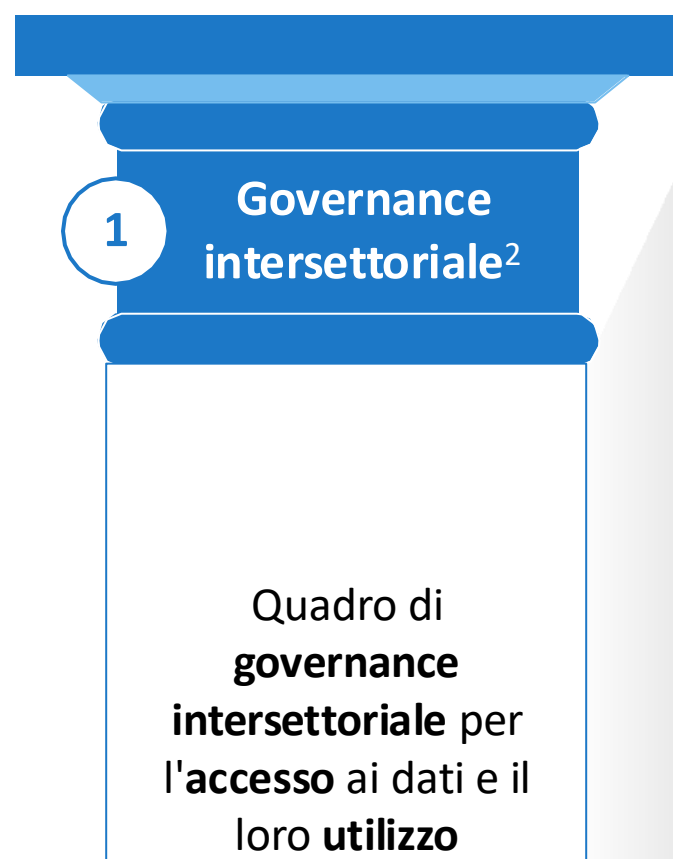 1
Governance
intersettoriale²
Quadro di
governance
intersettoriale per
l'accesso ai dati e il
loro utilizzo